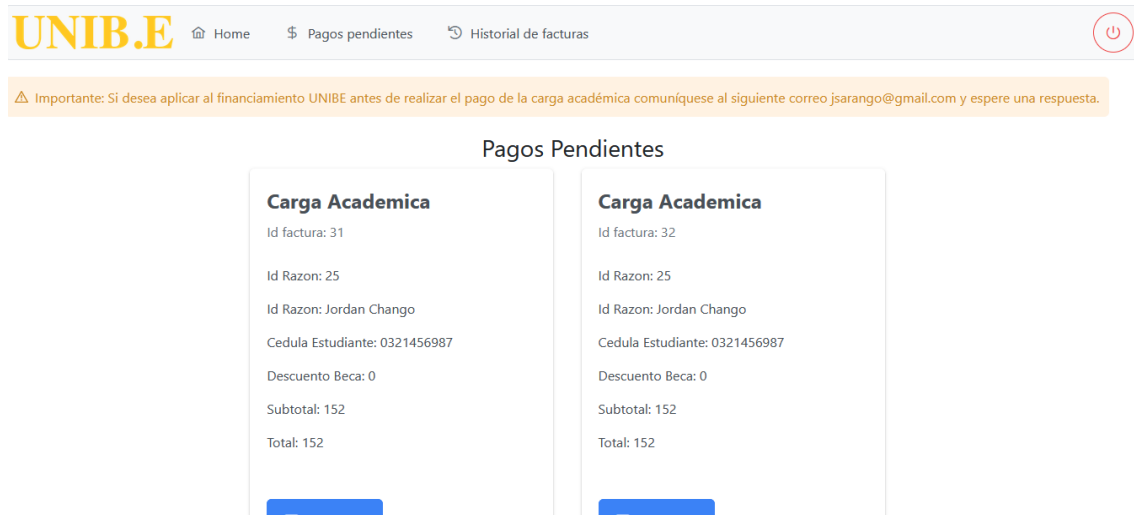 UNIB.E Home Pagos pendientes Historial de facturas
Importante: Si desea aplicar al financiamiento UNIBE antes de realizar el pago de la carga académica comuníquese al siguiente correo jsarango@gmail.com y espere una respuesta.
Pagos Pendientes
Carga Academica
Id factura: 31
Id Razon: 25
Id Razon: Jordan Chango
Cedula Estudiante: 0321456987
Descuento Beca: 0
Subtotal: 152
Total: 152
Carga Academica
Id factura: 32
Id Razon: 25
Id Razon: Jordan Chango
Cedula Estudiante: 0321456987
Descuento Beca: 0
Subtotal: 152
Total: 152